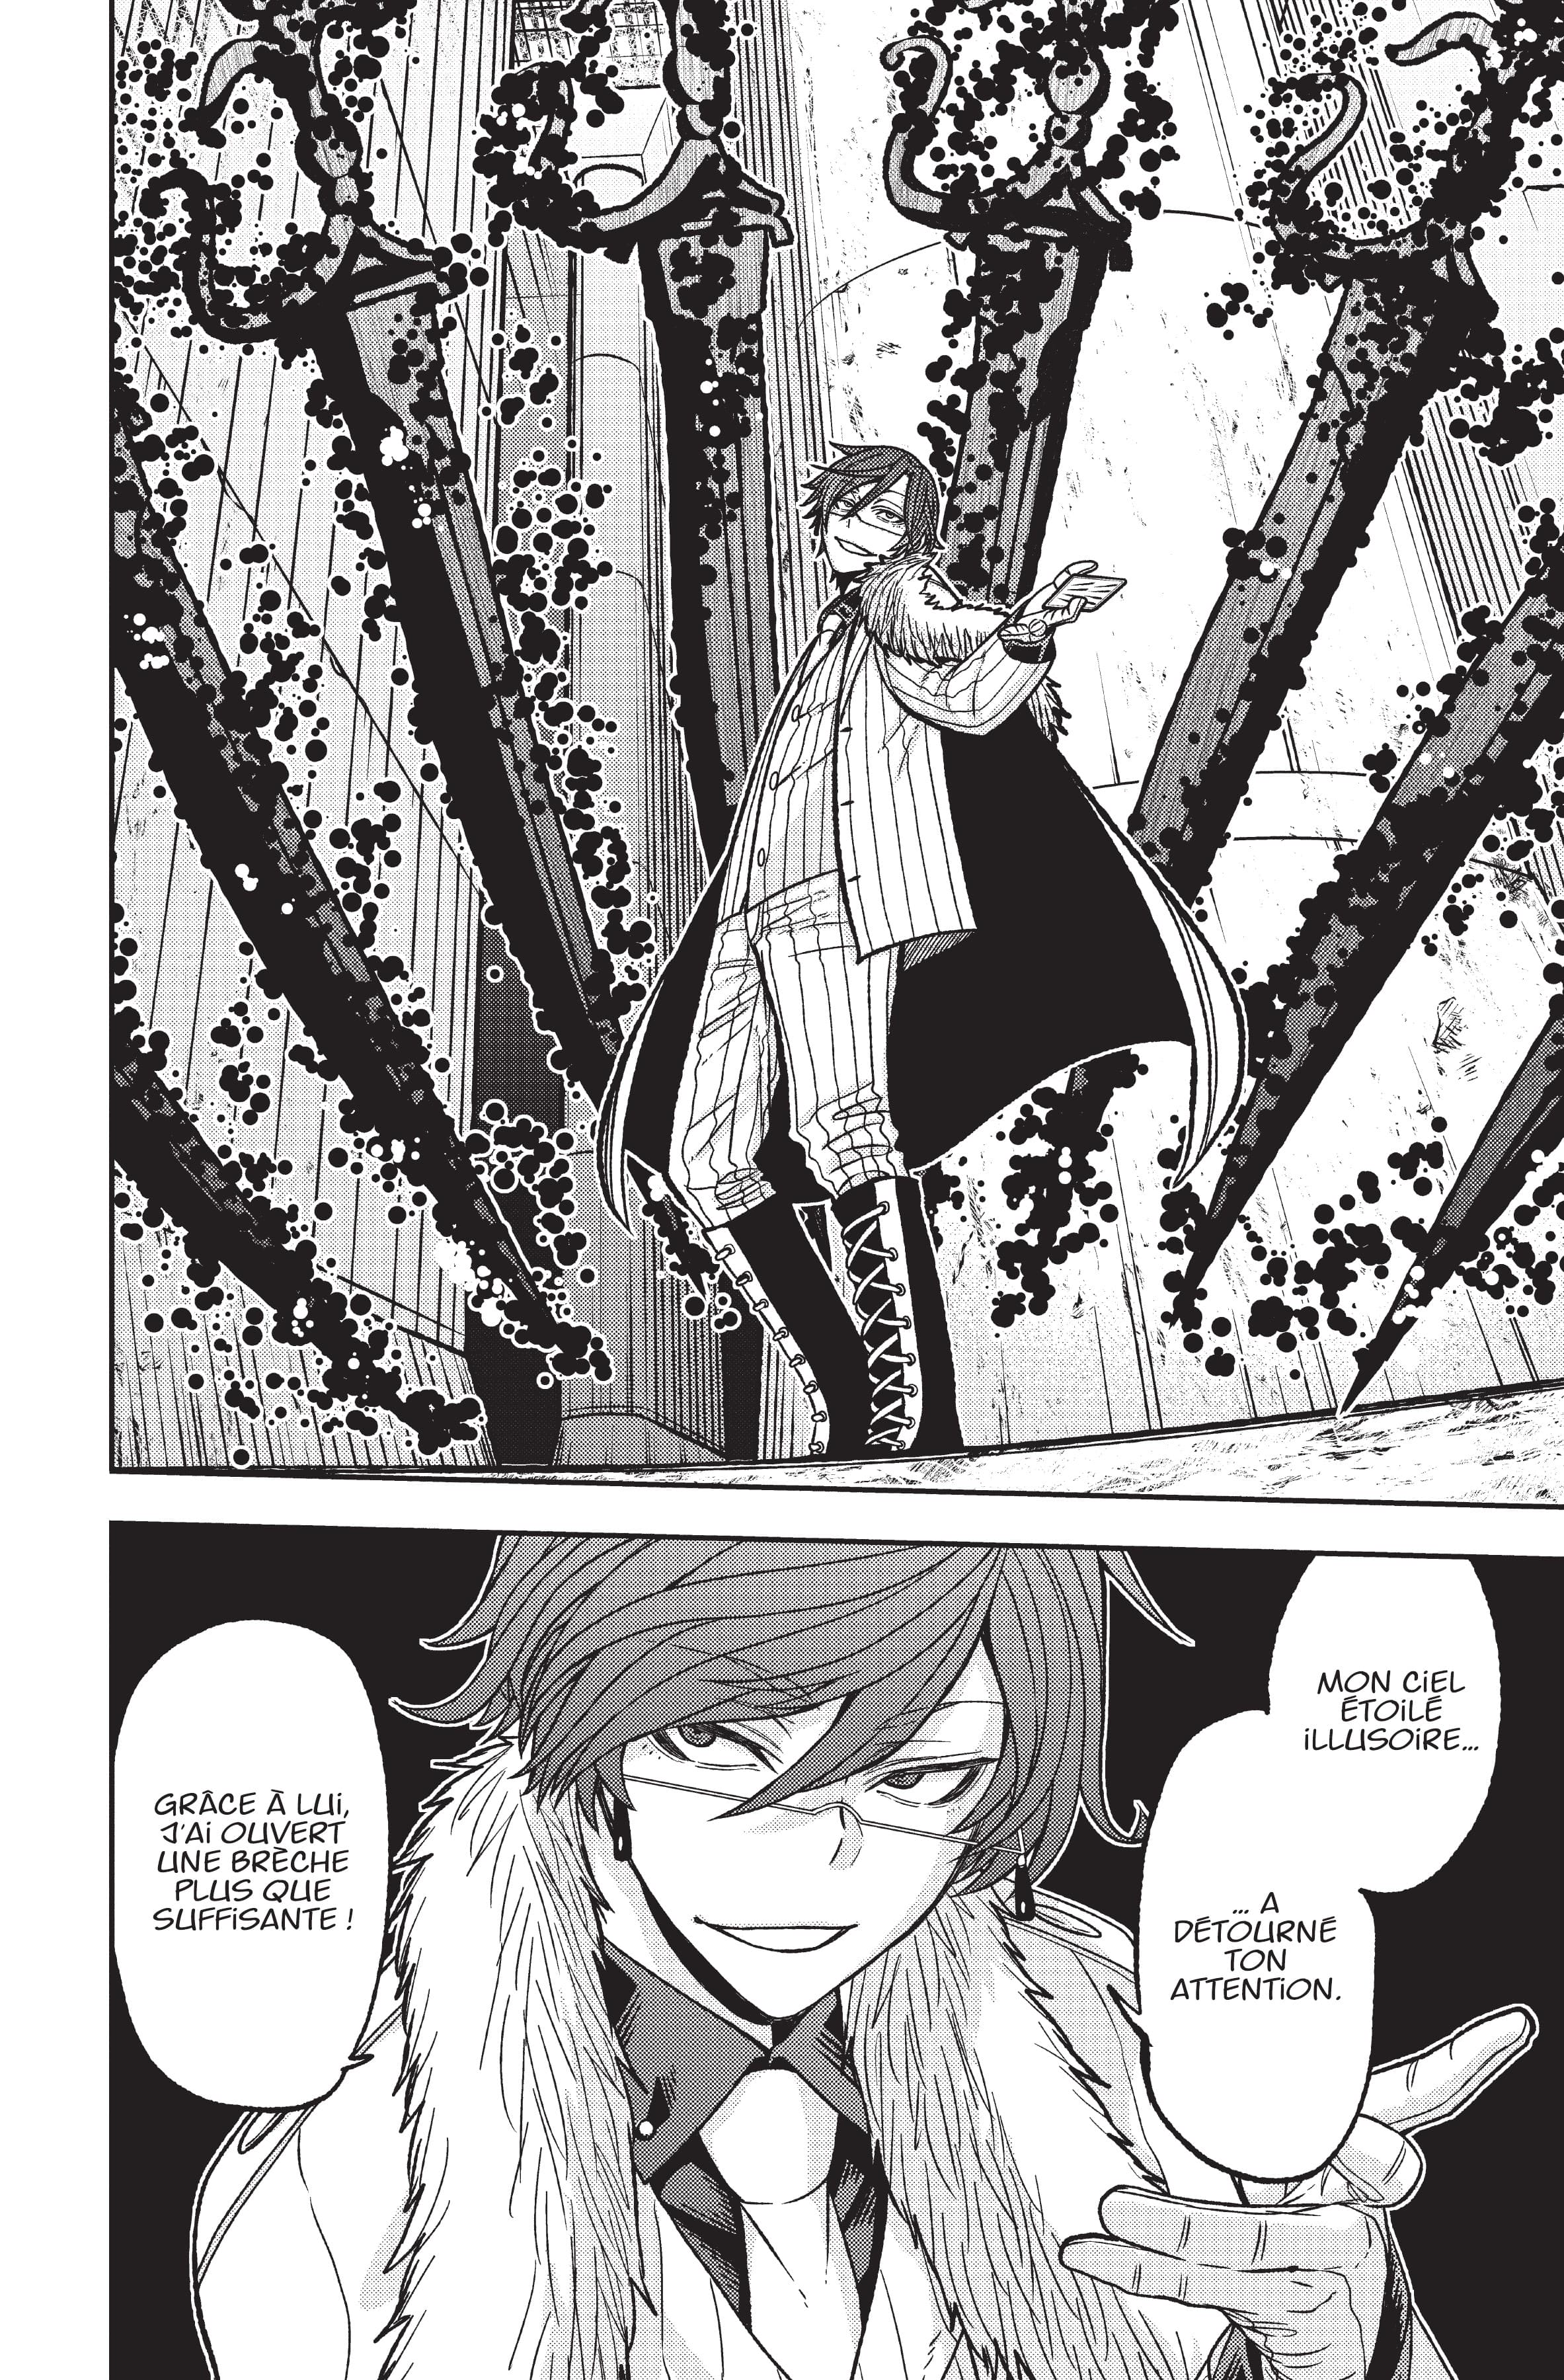 MON CIEL
ÉTOILÉ
ILLUSOIRE...
... A
DÉTOURNÉ
TON
ATTENTION.
GRÂCE À LUI,
J'AI OUVERT
UNE BRÈCHE
PLUS QUE
SUFFISANTE !